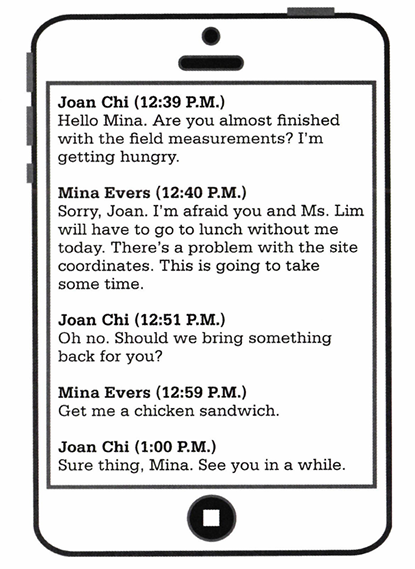 Joan Chi (12:39 P.M.)
Hello Mina. Are you almost finished
with the field measurements? I'm
getting hungry.
Mina Evers (12:40 P.M.)
Sorry, Joan. I'm afraid you and Ms. Lim
will have to go to lunch without me
today. There's a problem with the site
coordinates. This is going to take
some time.
Joan Chi (12:51 P.M.)
Oh no. Should we bring something
back for you?
Mina Evers (12:59 P.M.)
Get me a chicken sandwich.
Joan Chi (1:00 P.M.)
Sure thing, Mina. See you in a while.